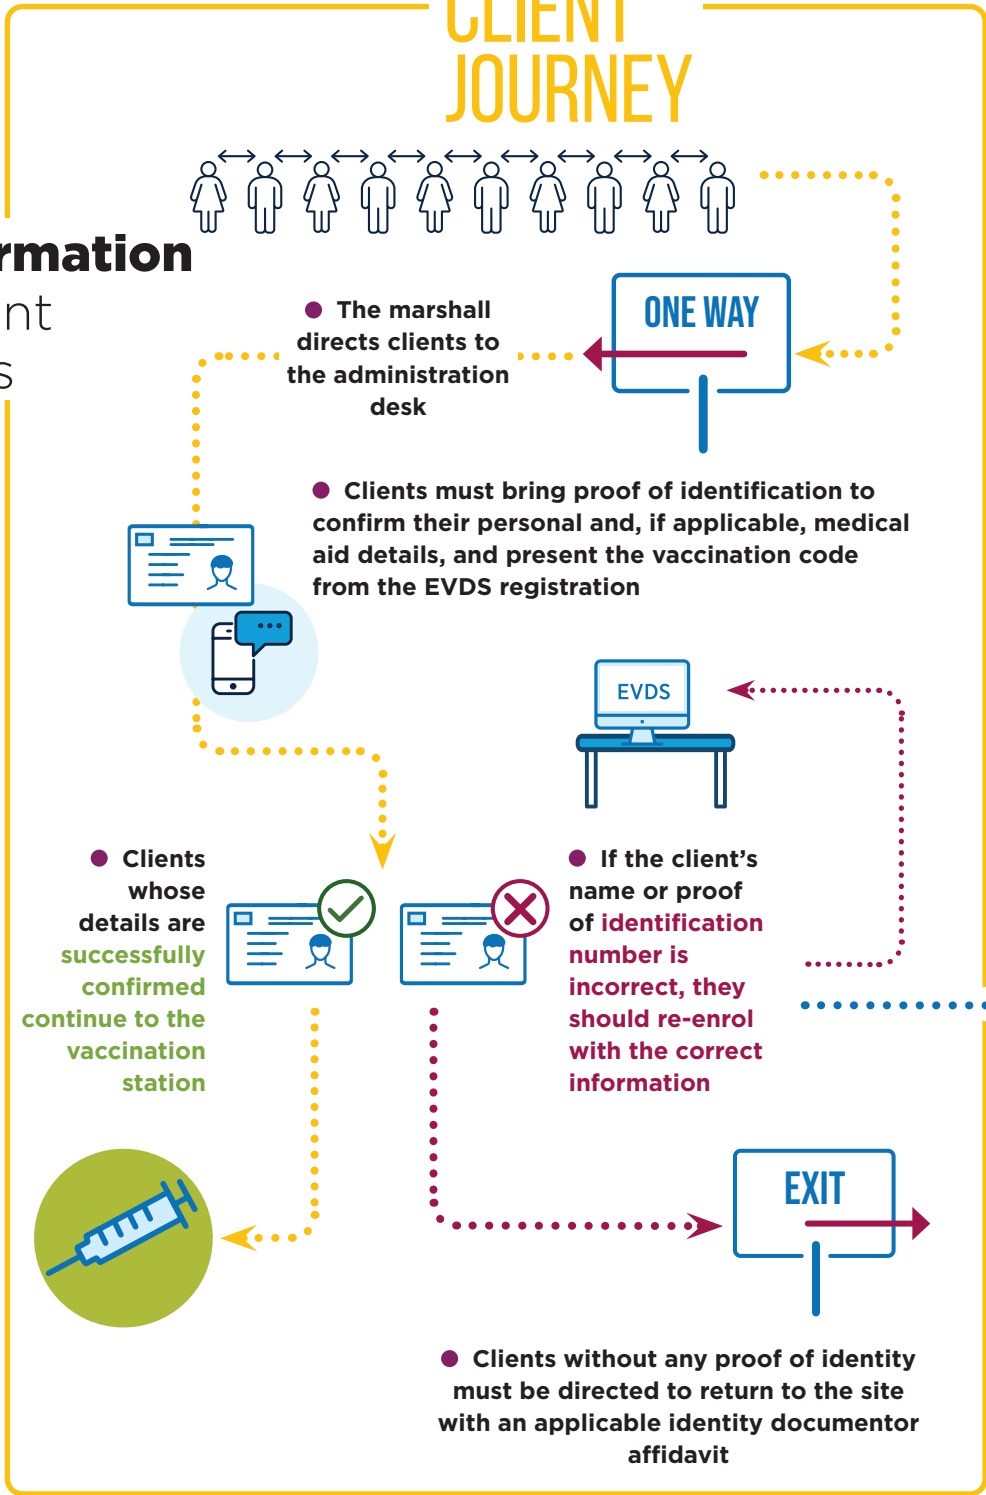 CLIENT
JOURNEY
rmation
nt
s
ONE WAY
● The marshall
directs clients to
the administration
desk
● Clients must bring proof of identification to
confirm their personal and, if applicable, medical
aid details, and present the vaccination code
from the EVDS registration
EVDS
● Clients
whose
details are
successfully
confirmed
continue to the
vaccination
station
● If the client’s
name or proof
of identification
number is
incorrect, they
should re-enrol
with the correct
information
EXIT
● Clients without any proof of identity
must be directed to return to the site
with an applicable identity documentor
affidavit